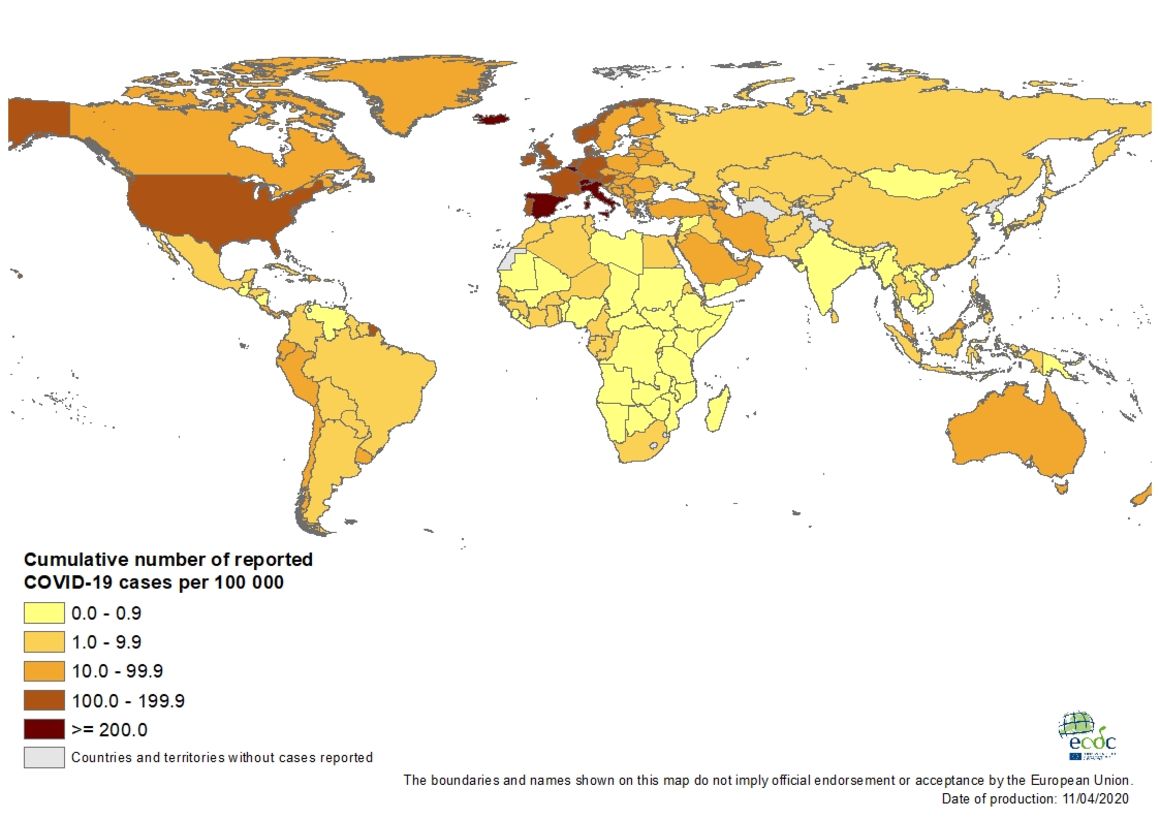 Cumulative number of reported
COVID-19 cases per 100 000
0.0 - 0.9
1.0 - 9.9
10.0 - 99.9
100.0 - 199.9
>= 200.0
Countries and territories without cases reported
ecdc
The boundaries and names shown on this map do not imply official endorsement or acceptance by the European Union.
Date of production: 11/04/2020